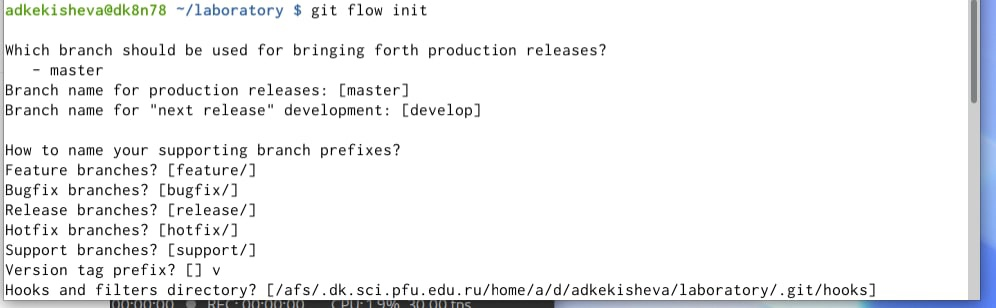 adkekisheva@dk8n78 ~/laboratory $ git flow init
Which branch should be used for bringing forth production releases?
- master
Branch name for production releases: [master]
Branch name for "next release" development: [develop]
How to name your supporting branch prefixes?
Feature branches? [feature/]
Bugfix branches? [bugfix/]
Release branches? [release/]
Hotfix branches? [hotfix/]
Support branches? [support/]
Version tag prefix? [] v
Hooks and filters directory? [/afs/.dk.sci.pfu.edu.ru/home/a/d/adkekisheva/laboratory/.git/hooks]
00:00:00 REC: 00:00:00 CPU: 1.9% 30.00 fps